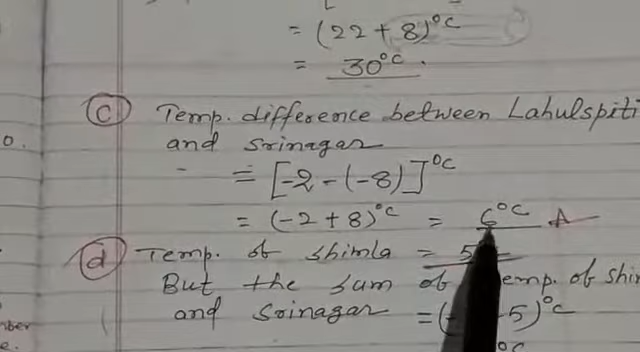 = (22 + 8)°C
= 30°C.
(c) Temp. difference between Lahulspiti
and Srinagar
= [-2-(-8)]°C
= (-2+8)°C = 6°C A
(d) Temp. of Shimla = 5
But the sum of Temp. of Shim
and Srinagar = (- -5)°C
°C